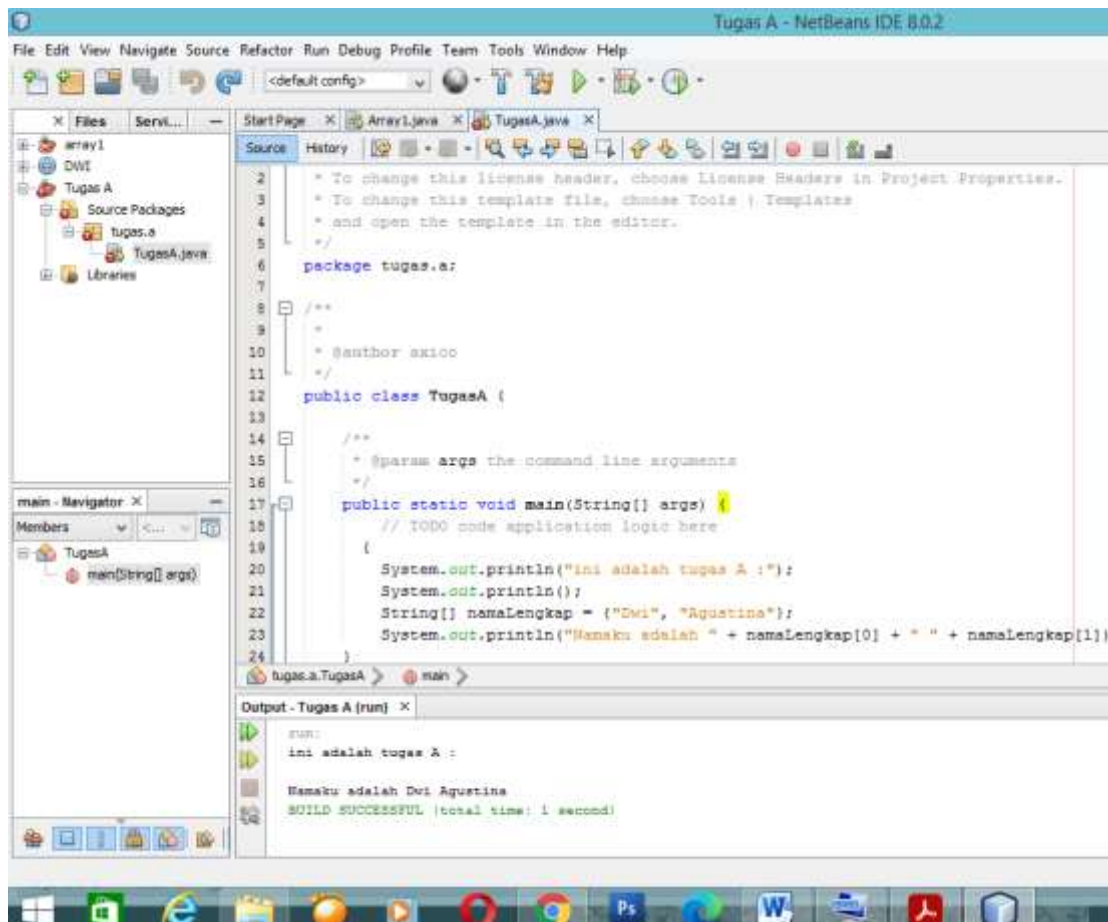 Tugas A - NetBeans IDE 8.0.2
File Edit View Navigate Source Refactor Run Debug Profile Team Tools Window Help
<default config>
Files Servi...
Start Page Array1.java TugasA.java
array1
DWI
Tugas A
Source Packages
tugas.a
TugasA.java
Libraries
Source History
2 * To change this license header, choose License Headers in Project Properties.
3 * To change this template file, choose Tools | Templates
4 * and open the template in the editor.
5 */
6 package tugas.a;
7
8 /**
9 *
10 * @author axioo
11 */
12 public class TugasA {
13
14 /**
15 * @param args the command line arguments
16 */
17 public static void main(String[] args) {
18 // TODO code application logic here
19 {
20 System.out.println("ini adalah tugas A :");
21 System.out.println();
22 String[] namaLengkap = {"Dwi", "Agustina"};
23 System.out.println("Namaku adalah " + namaLengkap[0] + " " + namaLengkap[1])
24 }
main - Navigator
Members <...
TugasA
main(String[] args)
tugas.a.TugasA main
Output - Tugas A (run)
run:
ini adalah tugas A :
Namaku adalah Dwi Agustina
BUILD SUCCESSFUL (total time: 1 second)
Ps
W